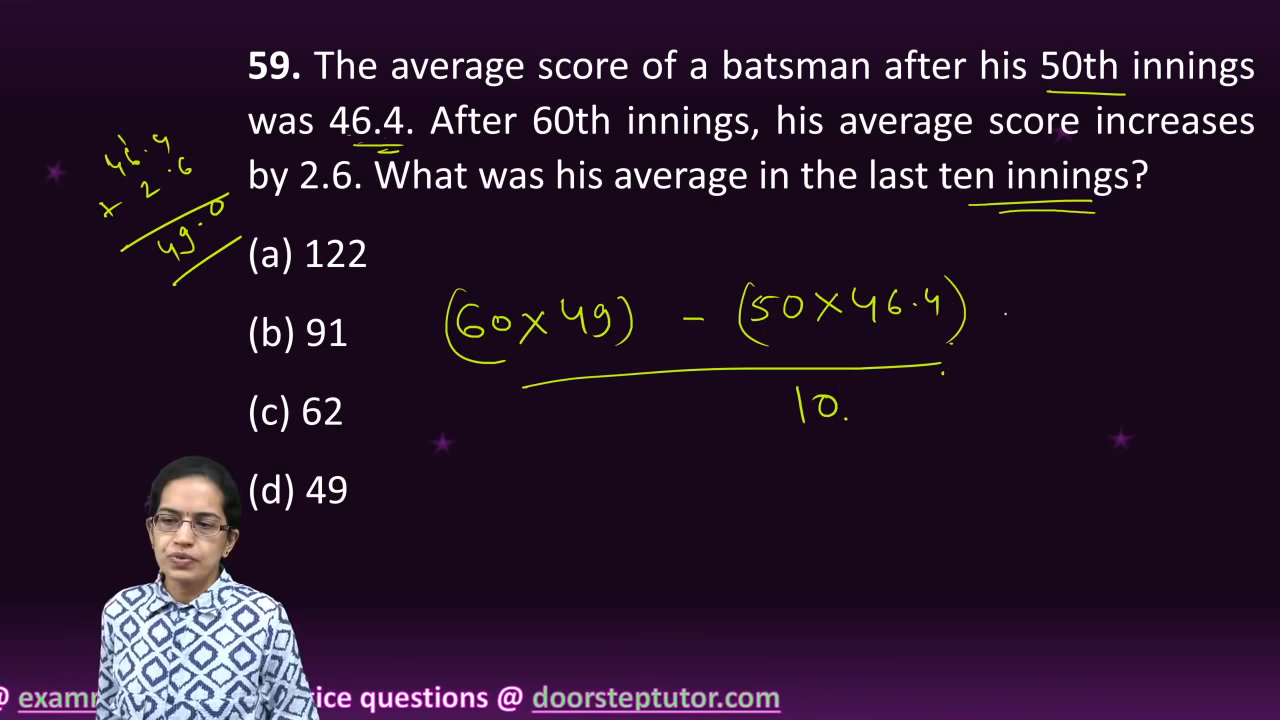 59. The average score of a batsman after his 50th innings
was 46.4. After 60th innings, his average score increases
by 2.6. What was his average in the last ten innings?
46.4
+ 2.6
49.0
(a) 122
(b) 91
(c) 62
(d) 49
(60 × 49) - (50 × 46.4)
10.
@ examr
ice questions @ doorsteptutor.com